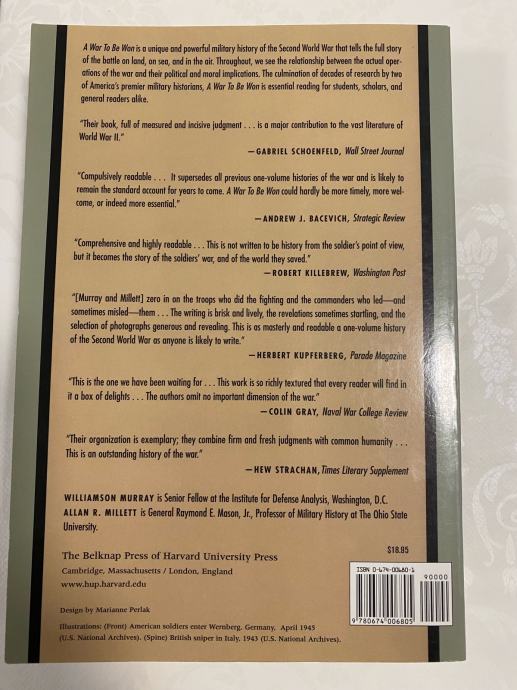 A War To Be Won is a unique and powerful military history of the Second World War that tells the full story
of the battle on land, on sea, and in the air. Throughout, we see the relationship between the actual oper-
ations of the war and their political and moral implications. The culmination of decades of research by two
of America's premier military historians, A War To Be Won is essential reading for students, scholars, and
general readers alike.
"Their book, full of measured and incisive judgment . . . is a major contribution to the vast literature of
World War II."
—GABRIEL SCHOENFELD, Wall Street Journal
"Compulsively readable . . . It supersedes all previous one-volume histories of the war and is likely to
remain the standard account for years to come. A War To Be Won could hardly be more timely, more wel-
come, or indeed more essential."
—ANDREW J. BACEVICH, Strategic Review
"Comprehensive and highly readable . . . This is not written to be history from the soldier's point of view,
but it becomes the story of the soldiers' war, and of the world they saved."
—ROBERT KILLEBREW, Washington Post
"[Murray and Millett] zero in on the troops who did the fighting and the commanders who led—and
sometimes misled—them . . . The writing is brisk and lively, the revelations sometimes startling, and the
selection of photographs generous and revealing. This is as masterly and readable a one-volume history
of the Second World War as anyone is likely to write."
—HERBERT KUPFERBERG, Parade Magazine
"This is the one we have been waiting for . . . This work is so richly textured that every reader will find in
it a box of delights . . . The authors omit no important dimension of the war."
—COLIN GRAY, Naval War College Review
"Their organization is exemplary; they combine firm and fresh judgments with common humanity . . .
This is an outstanding history of the war."
—HEW STRACHAN, Times Literary Supplement
WILLIAMSON MURRAY is Senior Fellow at the Institute for Defense Analysis, Washington, D.C.
ALLAN R. MILLETT is General Raymond E. Mason, Jr., Professor of Military History at The Ohio State
University.
The Belknap Press of Harvard University Press
Cambridge, Massachusetts / London, England
www.hup.harvard.edu
$18.95
ISBN 0-674-00680-1
90000
9 780674 006805
Design by Marianne Perlak
Illustrations: (Front) American soldiers enter Wernberg, Germany, April 1945
(U.S. National Archives). (Spine) British sniper in Italy, 1943 (U.S. National Archives).